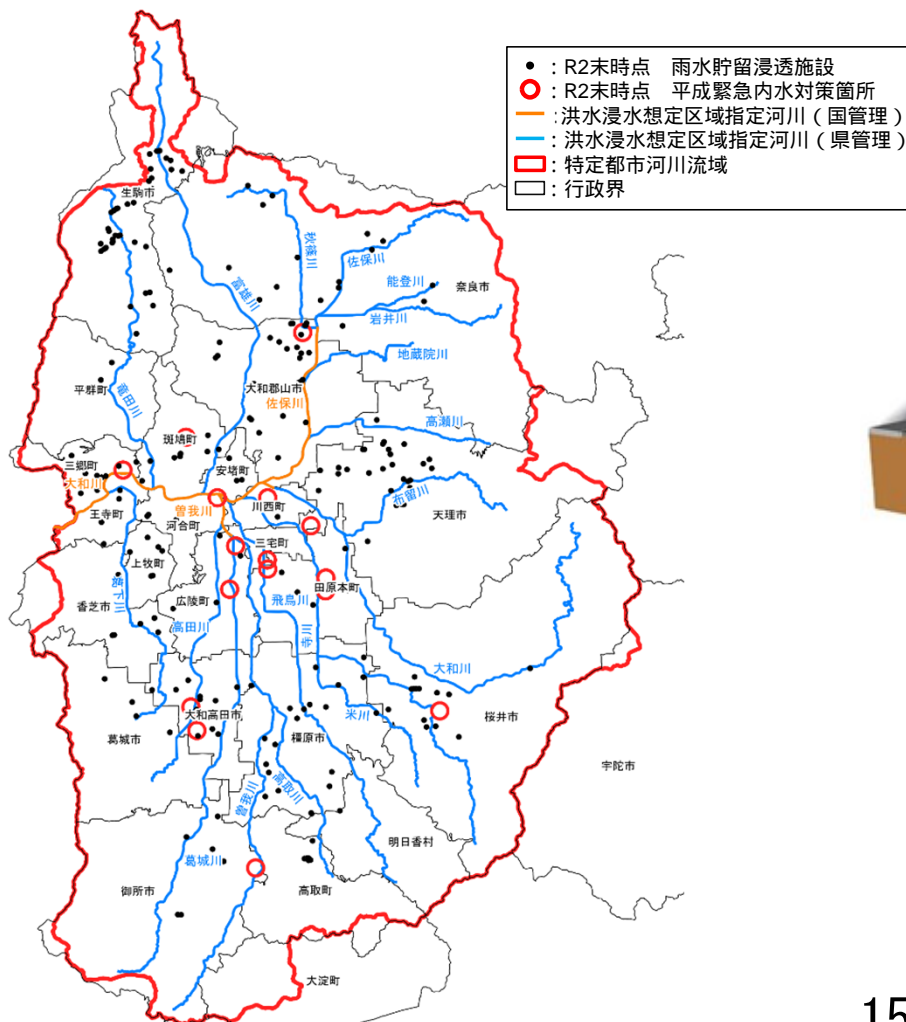 ● : R2末時点 雨水貯留浸透施設
○ : R2末時点 平成緊急内水対策箇所
: 洪水浸水想定区域指定河川（国管理）
: 洪水浸水想定区域指定河川（県管理）
: 特定都市河川流域
: 行政界
生駒市
秋篠川
佐保川
能登川
奈良市
富雄川
岩井川
地蔵院川
平群町
竜田川
大和郡山市
佐保川
高瀬川
斑鳩町
三郷町
安堵町
大和川
布留川
曽我川
川西町
天理市
王寺町
河合町
三宅町
上牧町
葛下川
田原本町
香芝市
広陵町
飛鳥川
高田川
寺川
大和川
大和高田市
米川
桜井市
葛城市
橿原市
宇陀市
曽我川
高取川
明日香村
葛城川
御所市
高取町
大淀町
15